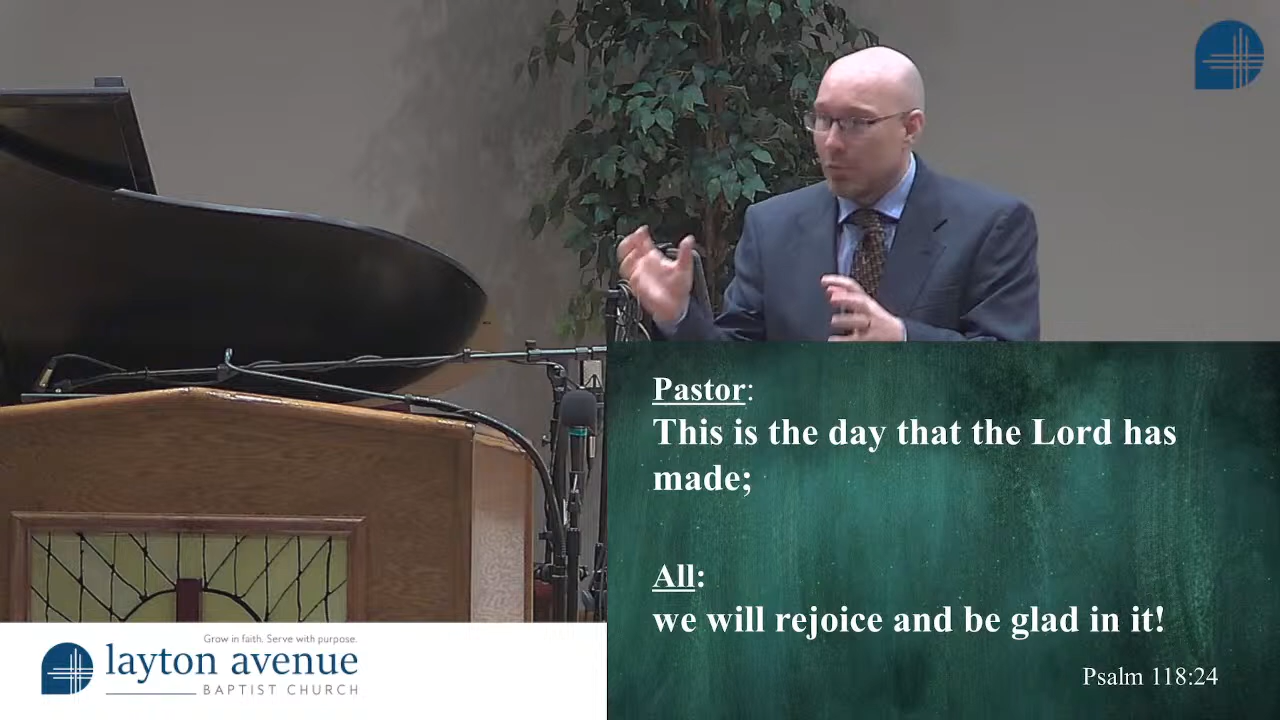 Pastor:
This is the day that the Lord has
made;
All:
we will rejoice and be glad in it!
Psalm 118:24
Grow in faith. Serve with purpose.
layton avenue
BAPTIST CHURCH